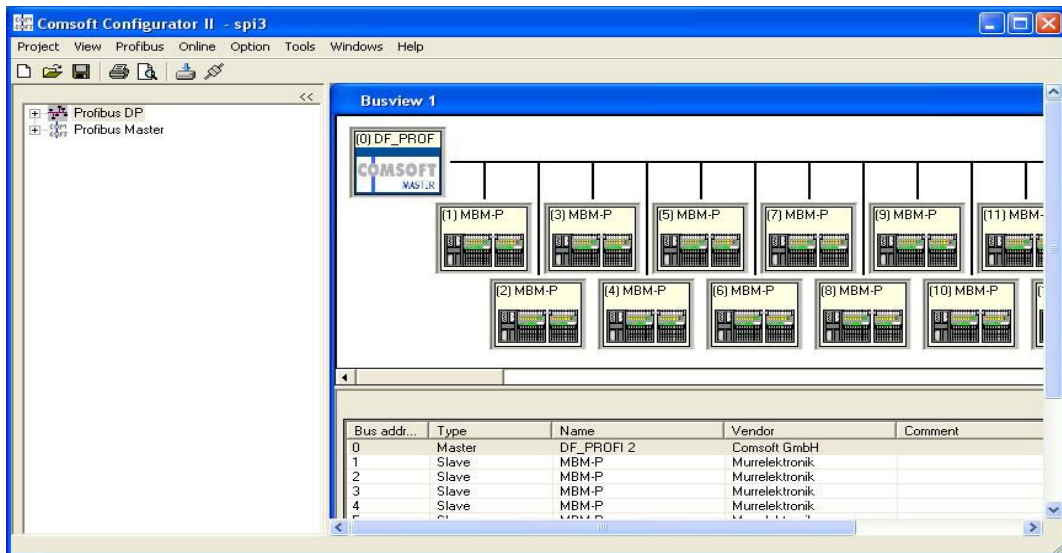 Comsoft Configurator II - spi3
Project View Profibus Online Option Tools Windows Help
<<
Profibus DP
Profibus Master
Busview 1
(0) DF_PROF
COMSOFT
MASTER
(1) MBM-P (3) MBM-P (5) MBM-P (7) MBM-P (9) MBM-P (11) MBM-
(2) MBM-P (4) MBM-P (6) MBM-P (8) MBM-P (10) MBM-P
Bus addr... Type Name Vendor Comment
0 Master DF_PROFI 2 Comsoft GmbH
1 Slave MBM-P Murrelektronik
2 Slave MBM-P Murrelektronik
3 Slave MBM-P Murrelektronik
4 Slave MBM-P Murrelektronik